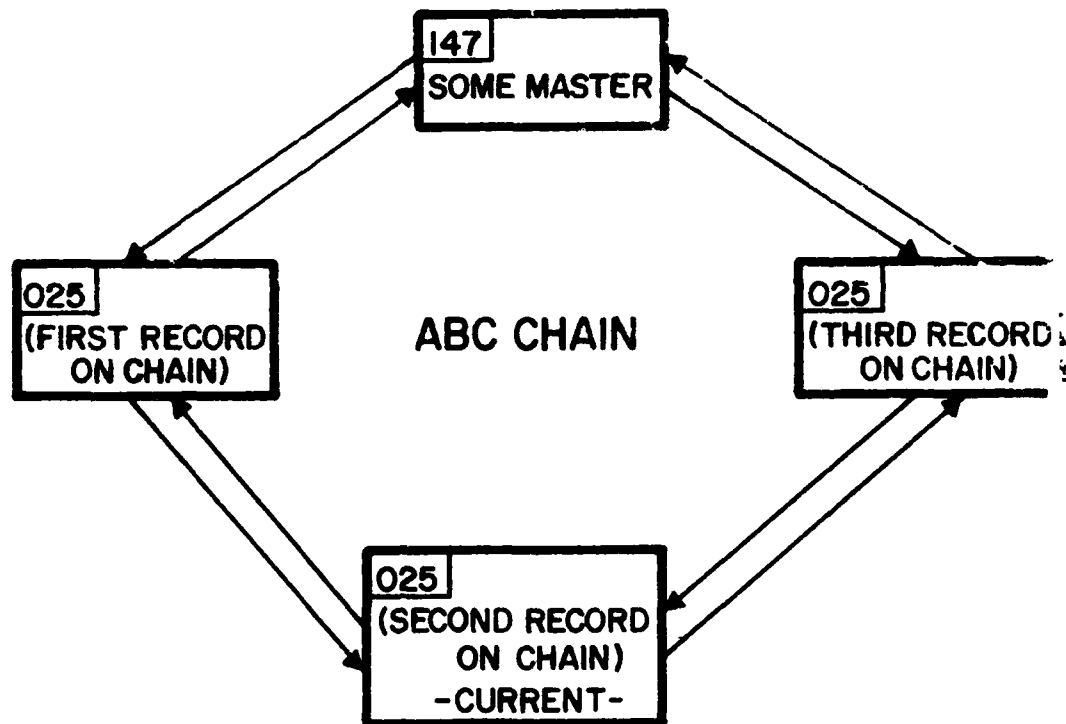 147
SOME MASTER
025
(FIRST RECORD
ON CHAIN)
ABC CHAIN
025
(THIRD RECORD
ON CHAIN)
025
(SECOND RECORD
ON CHAIN)
-CURRENT-